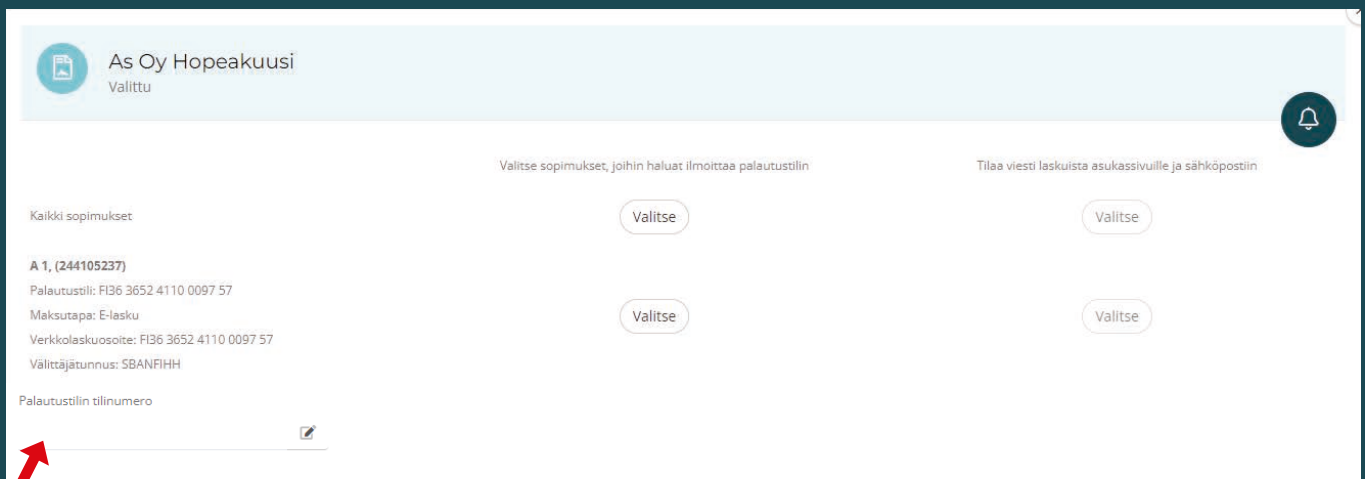 As Oy Hopeakuusi
Valittu
Valitse sopimukset, joihin haluat ilmoittaa palautustilin
Tilaa viesti laskuista asukassivuille ja sähköpostiin
Kaikki sopimukset
Valitse
Valitse
A 1, (244105237)
Palautustili: FI36 3652 4110 0097 57
Maksutapa: E-lasku
Verkkolaskuosoite: FI36 3652 4110 0097 57
Välittäjätunnus: SBANFIHH
Valitse
Valitse
Palautustilin tilinumero